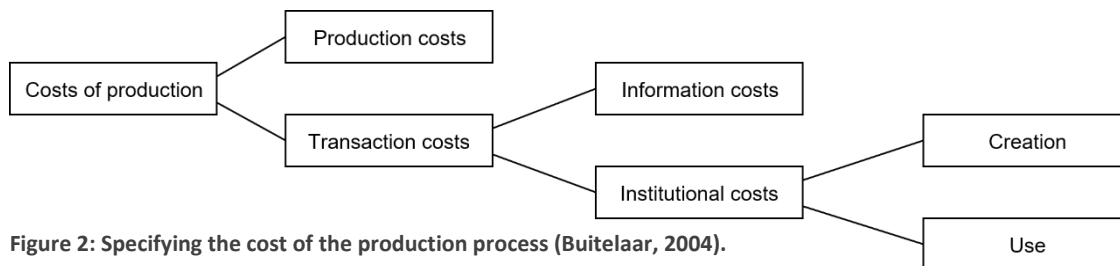 Production costs
Costs of production
Information costs
Transaction costs
Creation
Institutional costs
Use
Figure 2: Specifying the cost of the production process (Buitelaar, 2004).